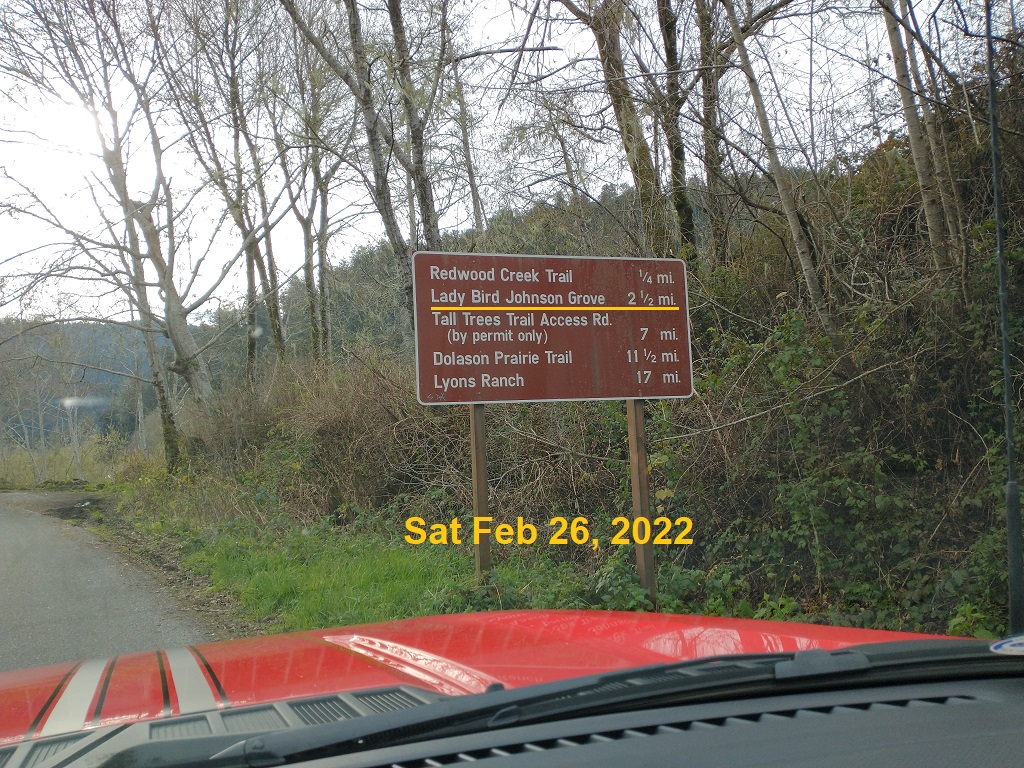 Redwood Creek Trail ¼ mi.
Lady Bird Johnson Grove 2 ½ mi.
Tall Trees Trail Access Rd.
(by permit only) 7 mi.
Dolason Prairie Trail 11 ½ mi.
Lyons Ranch 17 mi.
Sat Feb 26, 2022